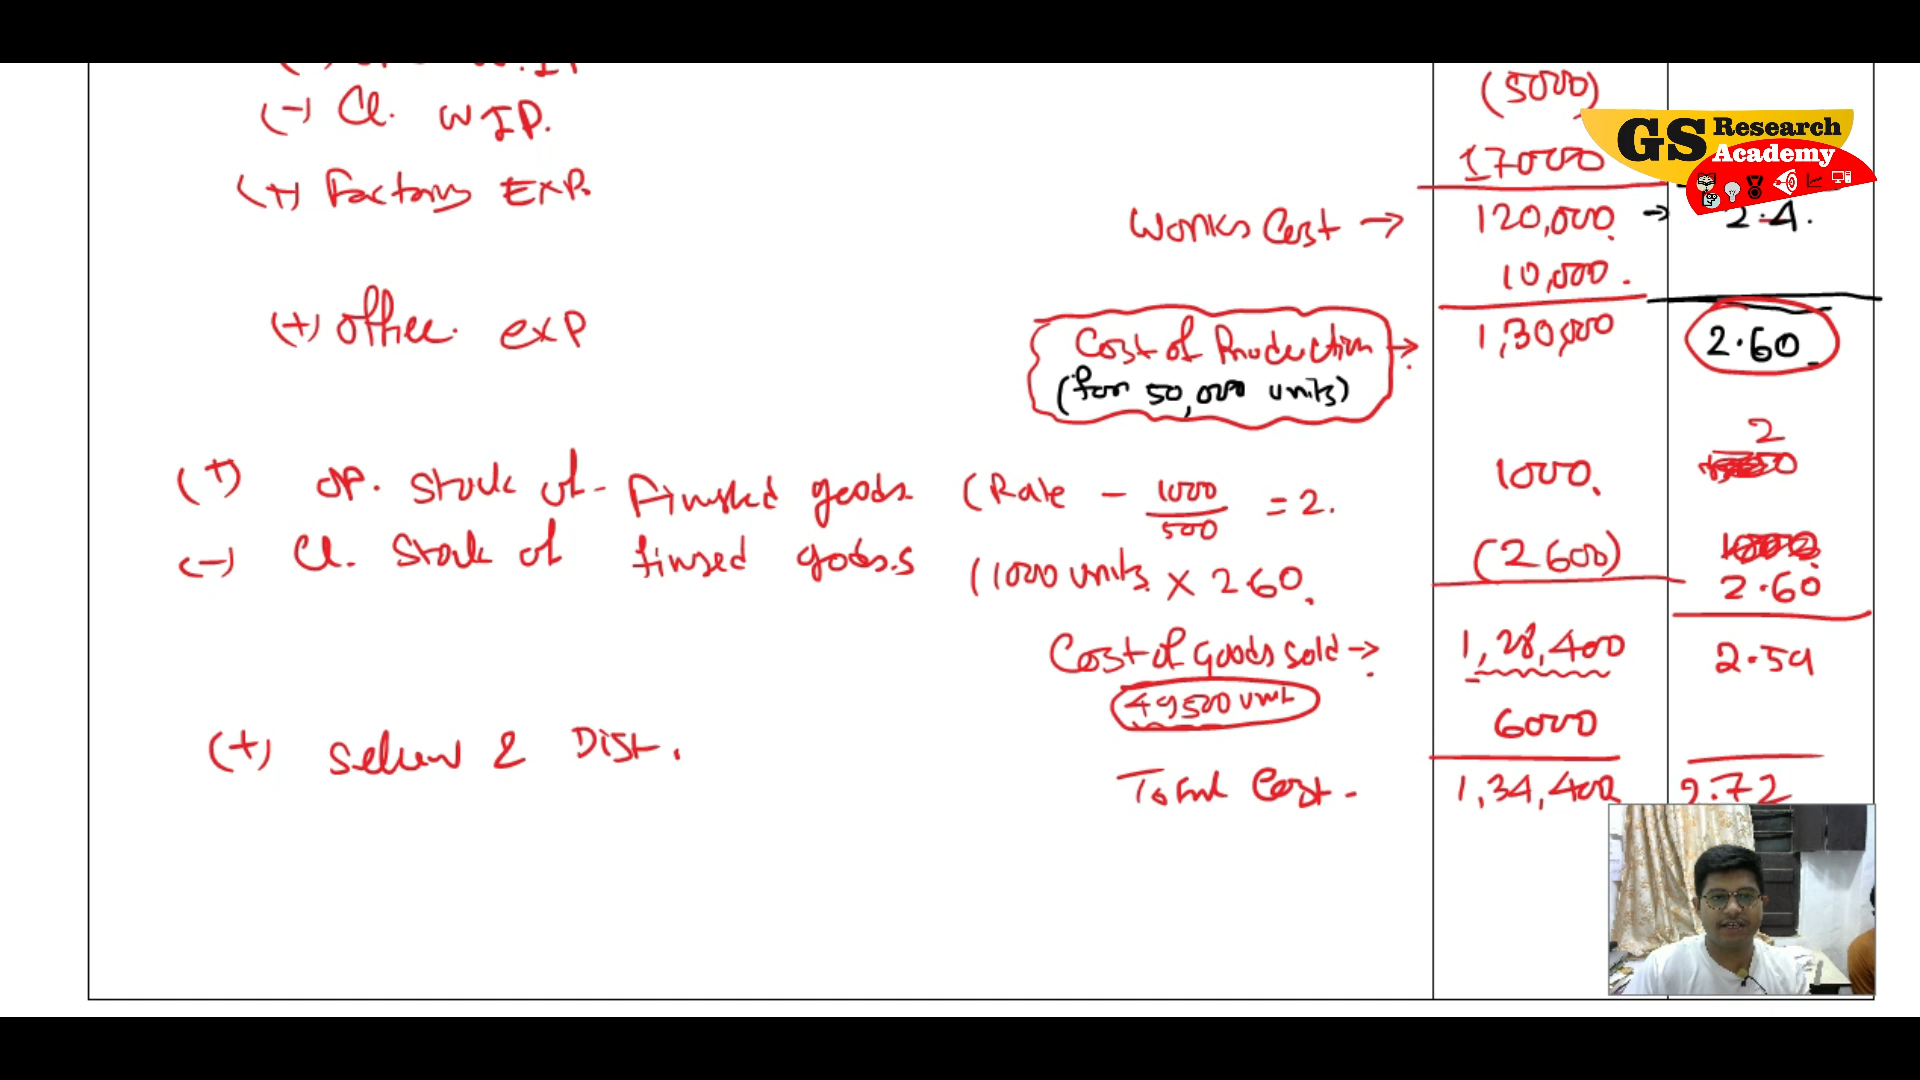 (5000)
(-) Cl. WIP.
GS Research Academy
17000
(+) Factory EXP.
Works Cost → 120,000 → 2.4.
10,000.
(+) Office. exp
Cost of Production → 1,30,000 2.60
(for 50,000 units)
2
(+) OP. Stock of Finished goods (Rate - 1000/500 = 2. 1000.
(-) Cl. Stock of finised goods (1000 units × 2.60. (2600) 2.60
Cost of Goods sold → 1,28,400 2.59
49500 unit
6000
(+) Selling & Dist.
Total Cost. 1,34,400 2.72